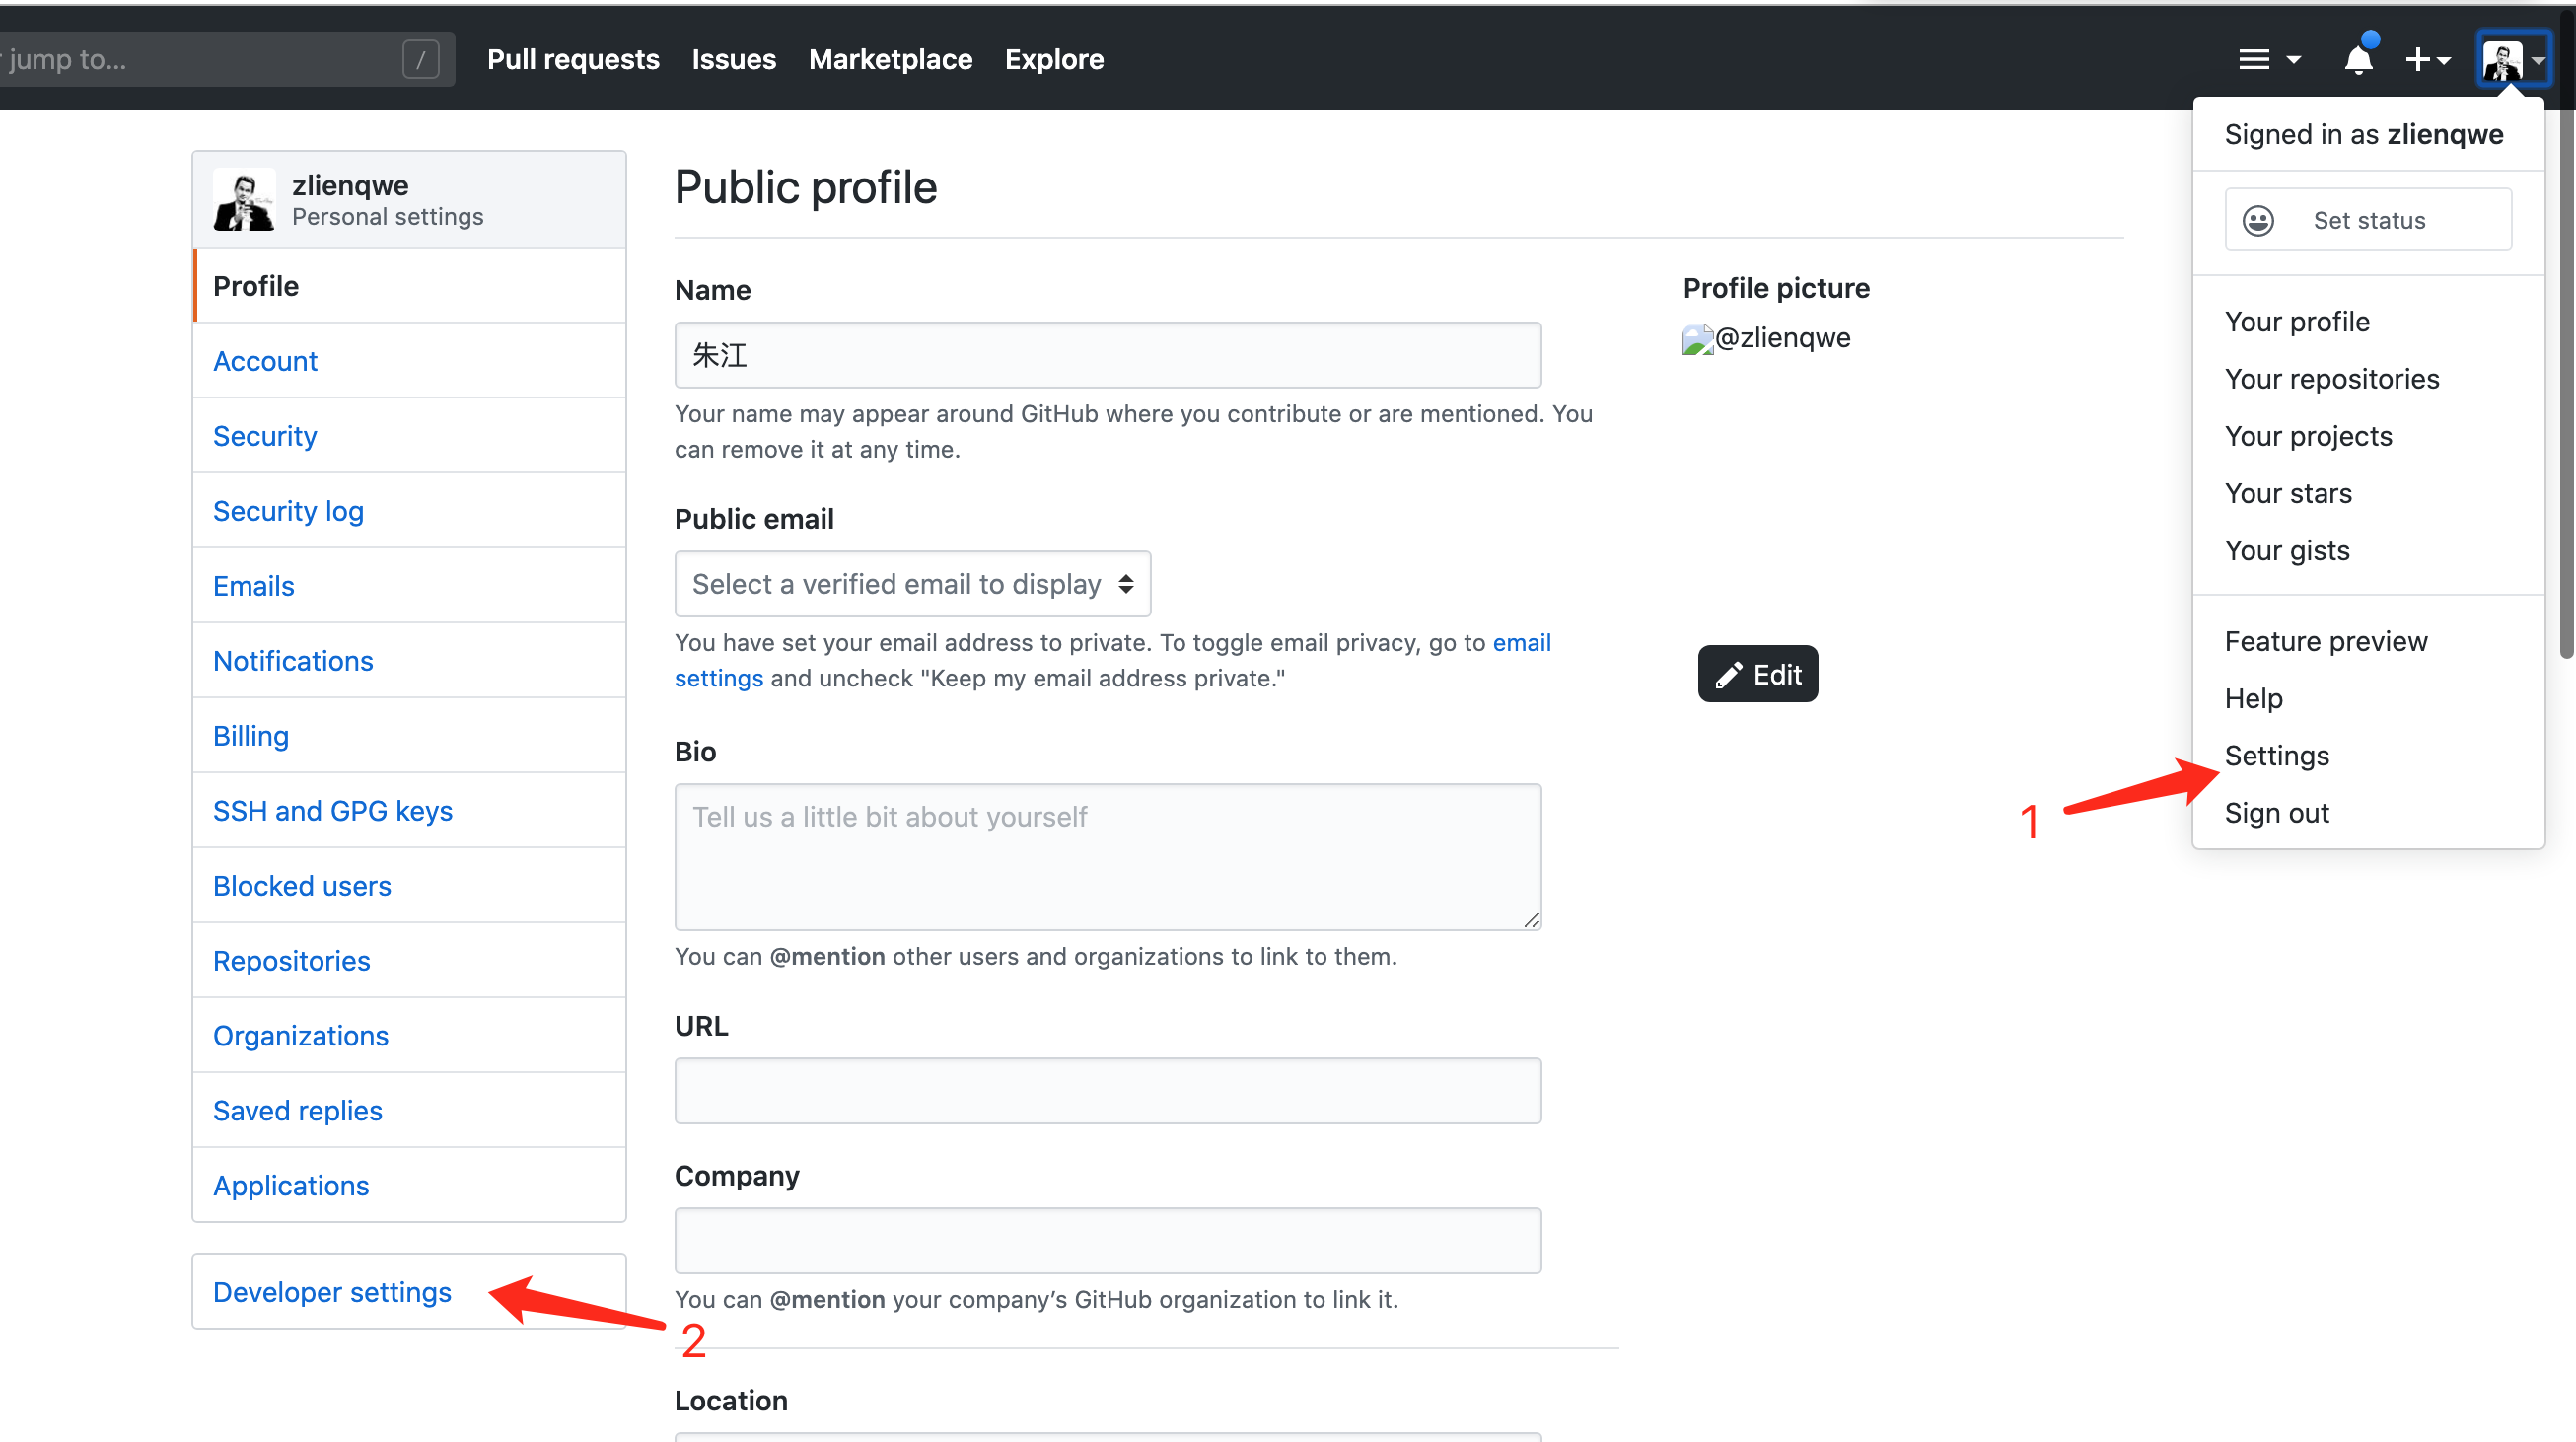 jump to...
/
Pull requests
Issues
Marketplace
Explore
Signed in as zlienqwe
Set status
Your profile
Your repositories
Your projects
Your stars
Your gists
Feature preview
Help
Settings
Sign out
1
zlienqwe
Personal settings
Profile
Account
Security
Security log
Emails
Notifications
Billing
SSH and GPG keys
Blocked users
Repositories
Organizations
Saved replies
Applications
Developer settings
2
Public profile
Name
朱江
Your name may appear around GitHub where you contribute or are mentioned. You
can remove it at any time.
Public email
Select a verified email to display
You have set your email address to private. To toggle email privacy, go to email
settings and uncheck "Keep my email address private."
Bio
Tell us a little bit about yourself
You can @mention other users and organizations to link to them.
URL
Company
You can @mention your company’s GitHub organization to link it.
Location
Profile picture
@zlienqwe
Edit